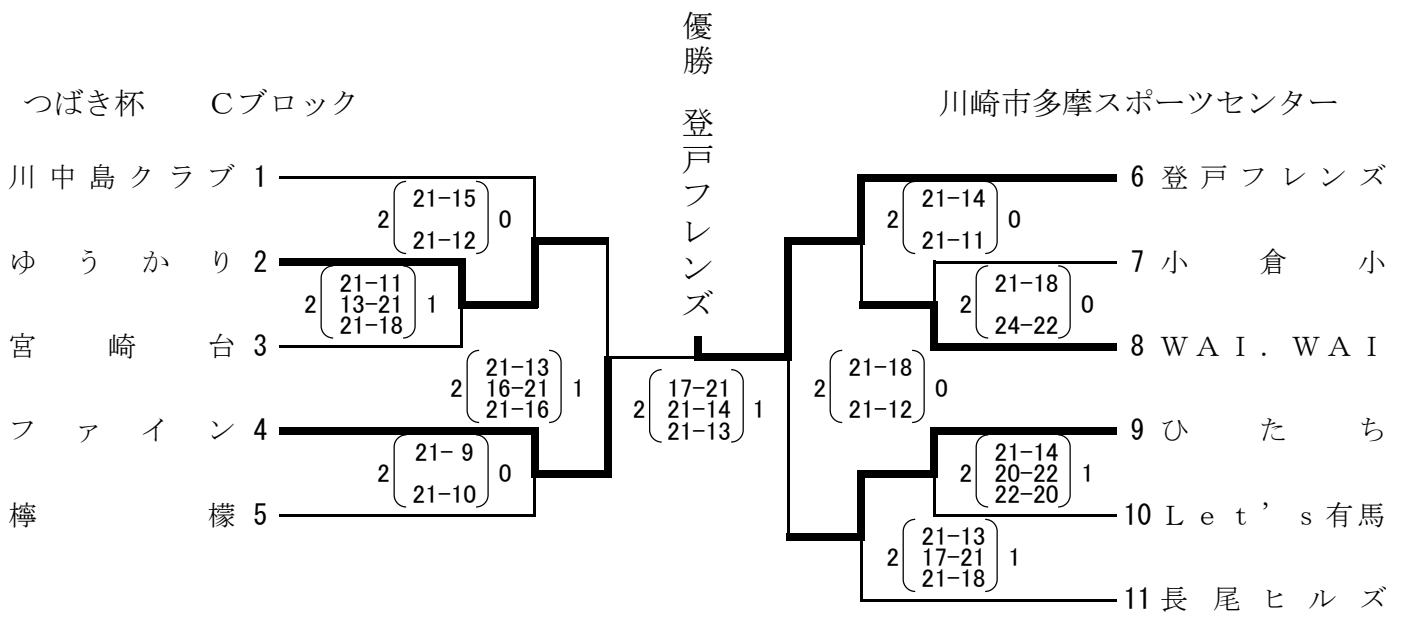 優勝 登戸フレンズ
つばき杯 Cブロック
川崎市多摩スポーツセンター
川中島クラブ 1
ゆうかり 2
宮崎台 3
ファイン 4
檸檬 5
2 21-15 0
21-12
2 21-11 1
13-21
21-18
2 21-13 1
16-21
21-16
2 21- 9 0
21-10
2 17-21 1
21-14
21-13
6 登戸フレンズ
7 小倉小
8 WAI.WAI
9 ひたち
10 Let’s有馬
11 長尾ヒルズ
2 21-14 0
21-11
2 21-18 0
24-22
2 21-18 0
21-12
2 21-14 1
20-22
22-20
2 21-13 1
17-21
21-18